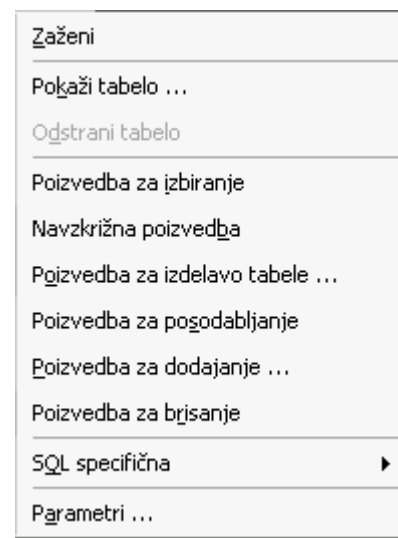 Zaženi
Pokaži tabelo ...
Odstrani tabelo
Poizvedba za izbiranje
Navzkrižna poizvedba
Poizvedba za izdelavo tabele ...
Poizvedba za posodabljanje
Poizvedba za dodajanje ...
Poizvedba za brisanje
SQL specifična
Parametri ...